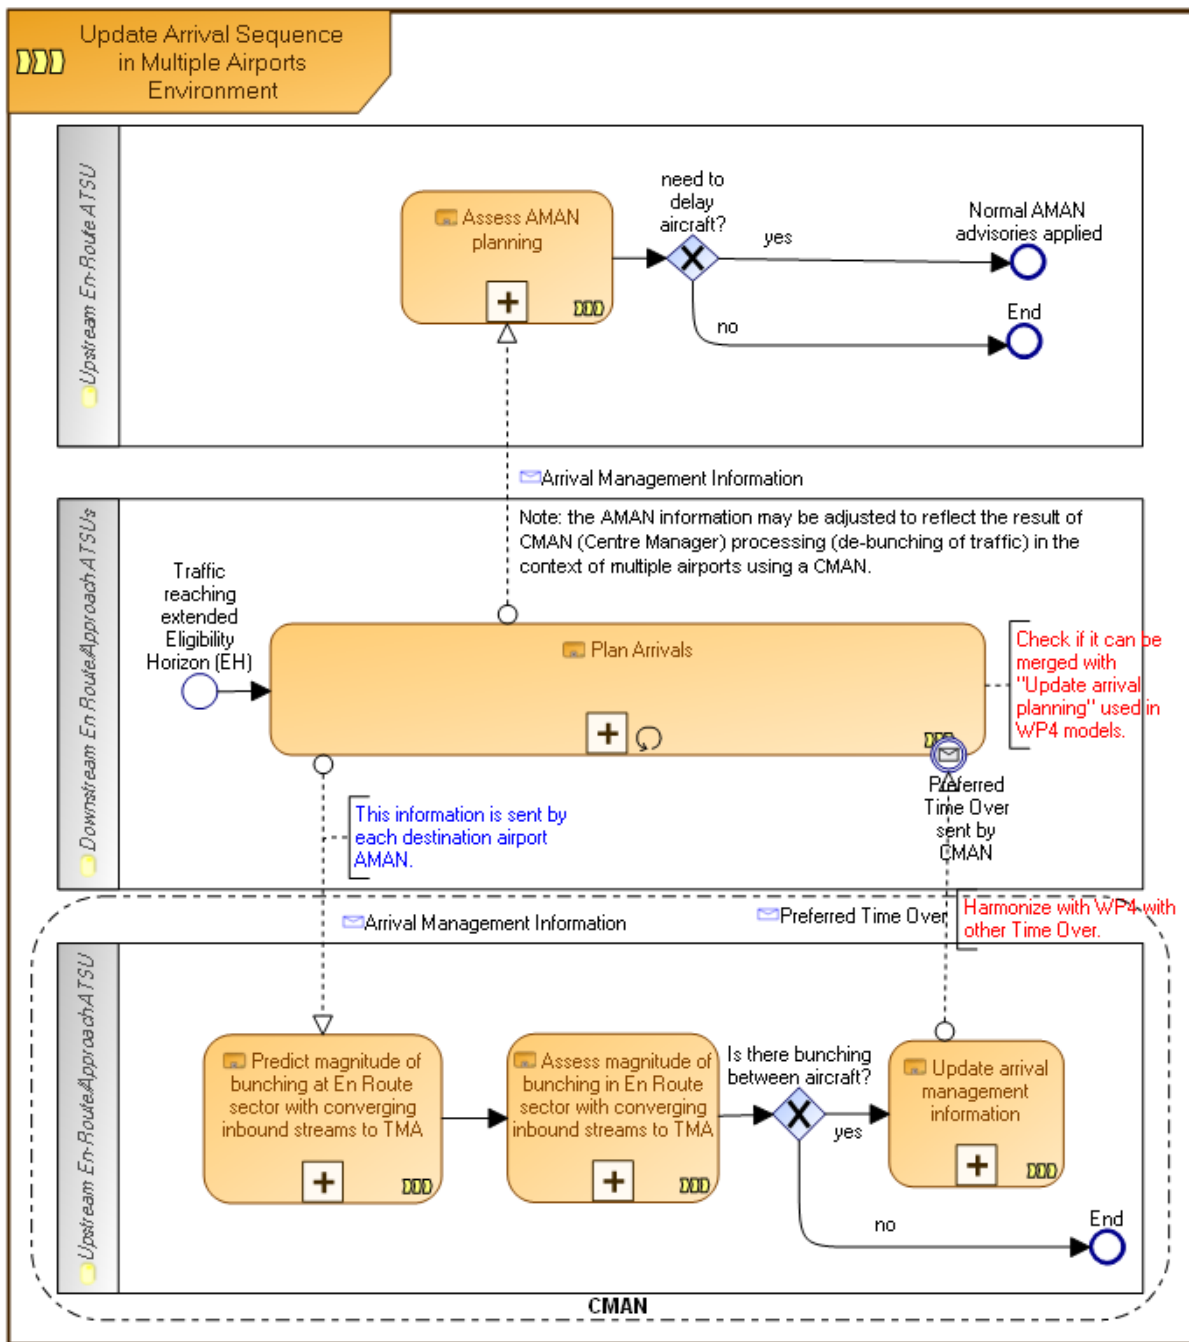 Update Arrival Sequence
in Multiple Airports
Environment
Upstream En-Route ATSU
Assess AMAN
planning
need to
delay
aircraft?
yes
no
Normal AMAN
advisories applied
End
Arrival Management Information
Note: the AMAN information may be adjusted to reflect the result of
CMAN (Centre Manager) processing (de-bunching of traffic) in the
context of multiple airports using a CMAN.
Downstream En Route/Approach ATSUs
Traffic
reaching
extended
Eligibility
Horizon (EH)
Plan Arrivals
Check if it can be
merged with
"Update arrival
planning" used in
WP4 models.
Preferred
Time Over
sent by
CMAN
This information is sent by
each destination airport
AMAN.
Arrival Management Information
Preferred Time Over
Harmonize with WP4 with
other Time Over.
Upstream En-Route/Approach ATSU
Predict magnitude of
bunching at En Route
sector with converging
inbound streams to TMA
Assess magnitude of
bunching in En Route
sector with converging
inbound streams to TMA
Is there bunching
between aircraft?
yes
no
Update arrival
management
information
End
CMAN